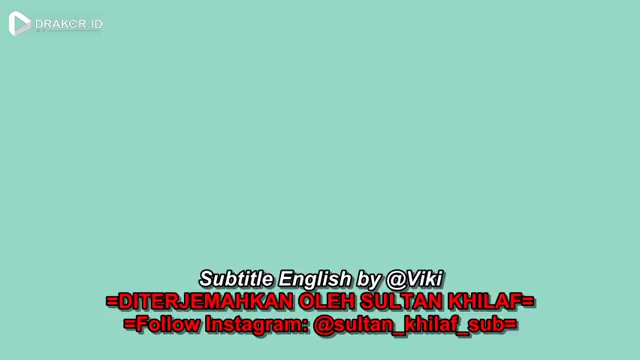 DRAKOR.ID
Subtitle English by @Viki
=DITERJEMAHKAN OLEH SULTAN KHILAF=
=Follow Instagram: @sultan_khilaf_sub=